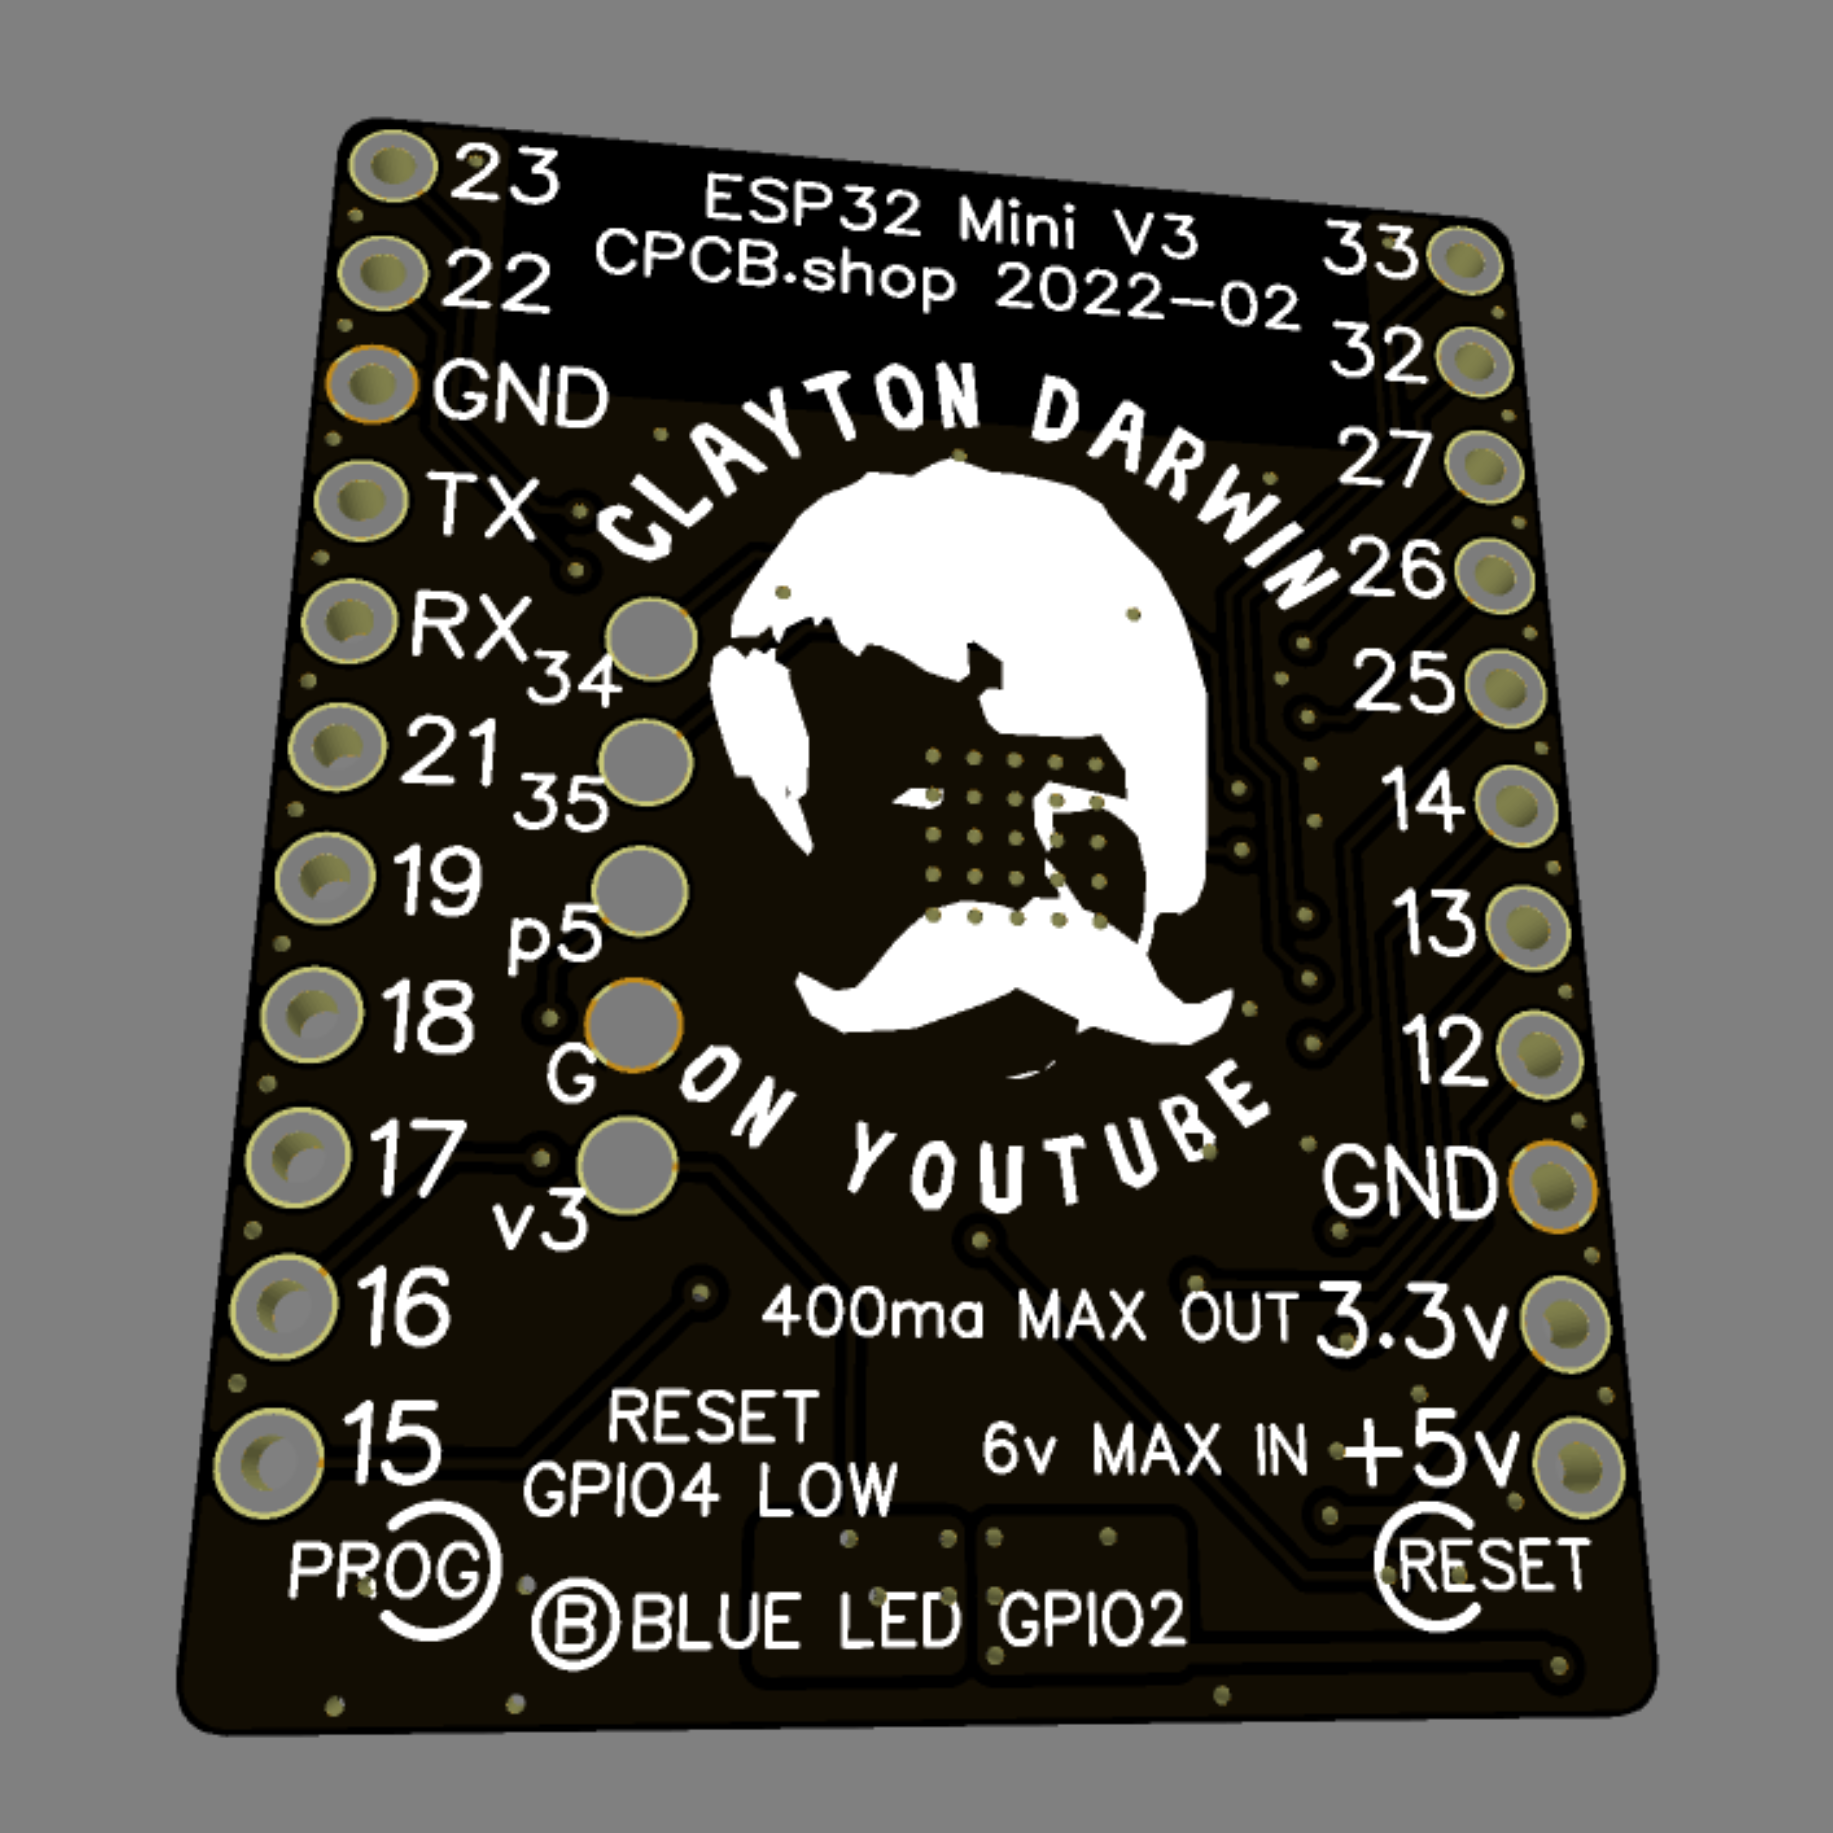 ESP32 Mini V3
CPCB.shop 2022-02
23
22
GND
TX
RX
21
19
18
17
16
15
34
35
p5
G
v3
CLAYTON DARWIN
ON YOUTUBE
33
32
27
26
25
14
13
12
GND
400ma MAX OUT 3.3v
6v MAX IN +5v
RESET
GPIO4 LOW
PROG
B BLUE LED GPIO2
RESET